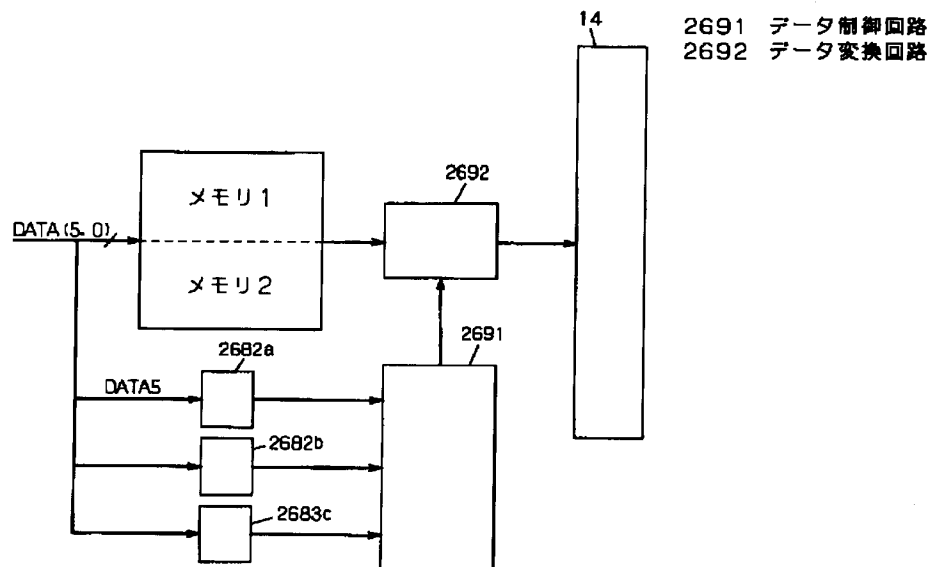 14
2691 データ制御回路
2692 データ変換回路
2692
メモリ1
DATA(5-0)
メモリ2
2691
2682a
DATA5
2682b
2683c